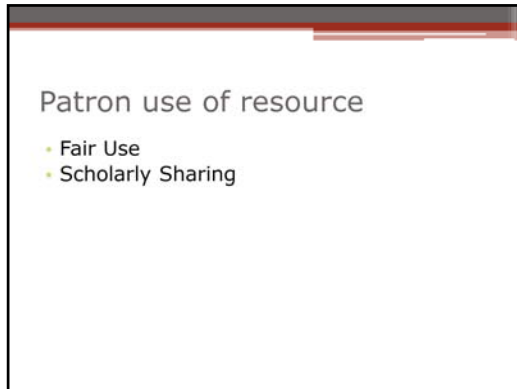 Patron use of resource
• Fair Use
• Scholarly Sharing